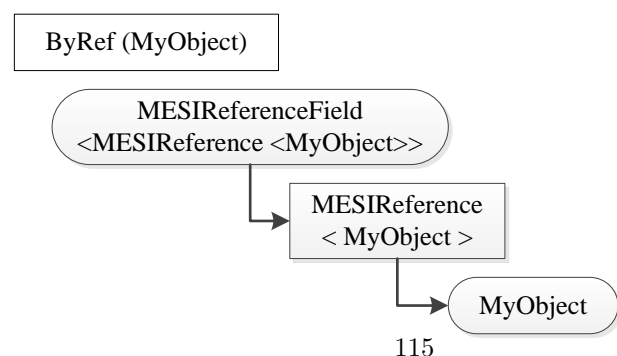 ByRef (MyObject)
MESIReferenceField
<MESIReference <MyObject>>
MESIReference
< MyObject >
MyObject
115